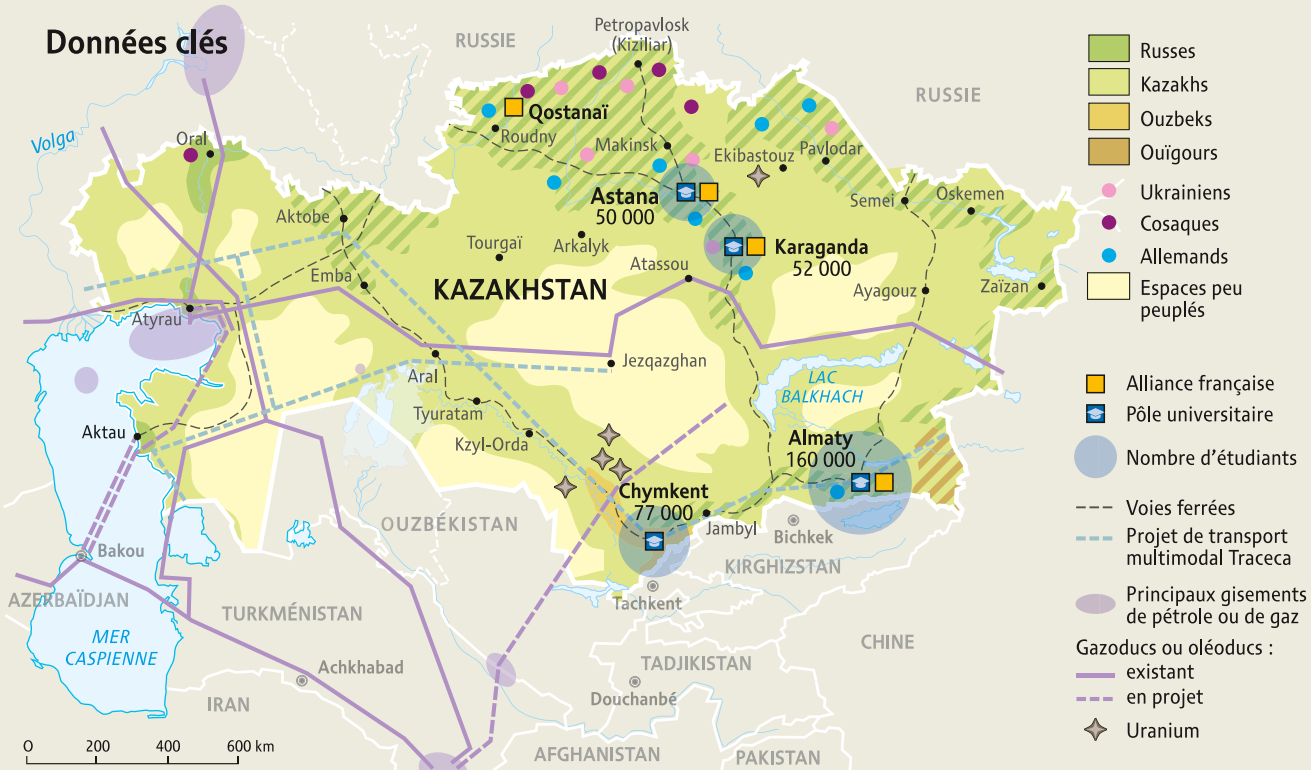 Données clés
RUSSIE
Petropavlosk
(Kiziliar)
RUSSIE
Volga
Oral
Qostanaï
Roudny
Makinsk
Ekibastouz
Pavlodar
Astana
50 000
Semei
Oskemen
Aktobe
Tourgaï
Arkalyk
Karaganda
52 000
Atassou
Emba
KAZAKHSTAN
Ayagouz
Zaïzan
Atyrau
Jezqazghan
Aral
LAC
BALKHACH
Tyuratam
Aktau
Kzyl-Orda
Almaty
160 000
Chymkent
77 000
Jambyl
OUZBÉKISTAN
Bichkek
Bakou
KIRGHIZSTAN
AZERBAÏDJAN
Tachkent
TURKMÉNISTAN
MER
CASPIENNE
CHINE
Achkhabad
TADJIKISTAN
Douchanbé
IRAN
AFGHANISTAN
PAKISTAN
0 200 400 600 km
Russes
Kazakhs
Ouzbeks
Ouïgours
Ukrainiens
Cosaques
Allemands
Espaces peu
peuplés
Alliance française
Pôle universitaire
Nombre d'étudiants
Voies ferrées
Projet de transport
multimodal Traceca
Principaux gisements
de pétrole ou de gaz
Gazoducs ou oléoducs :
existant
en projet
Uranium